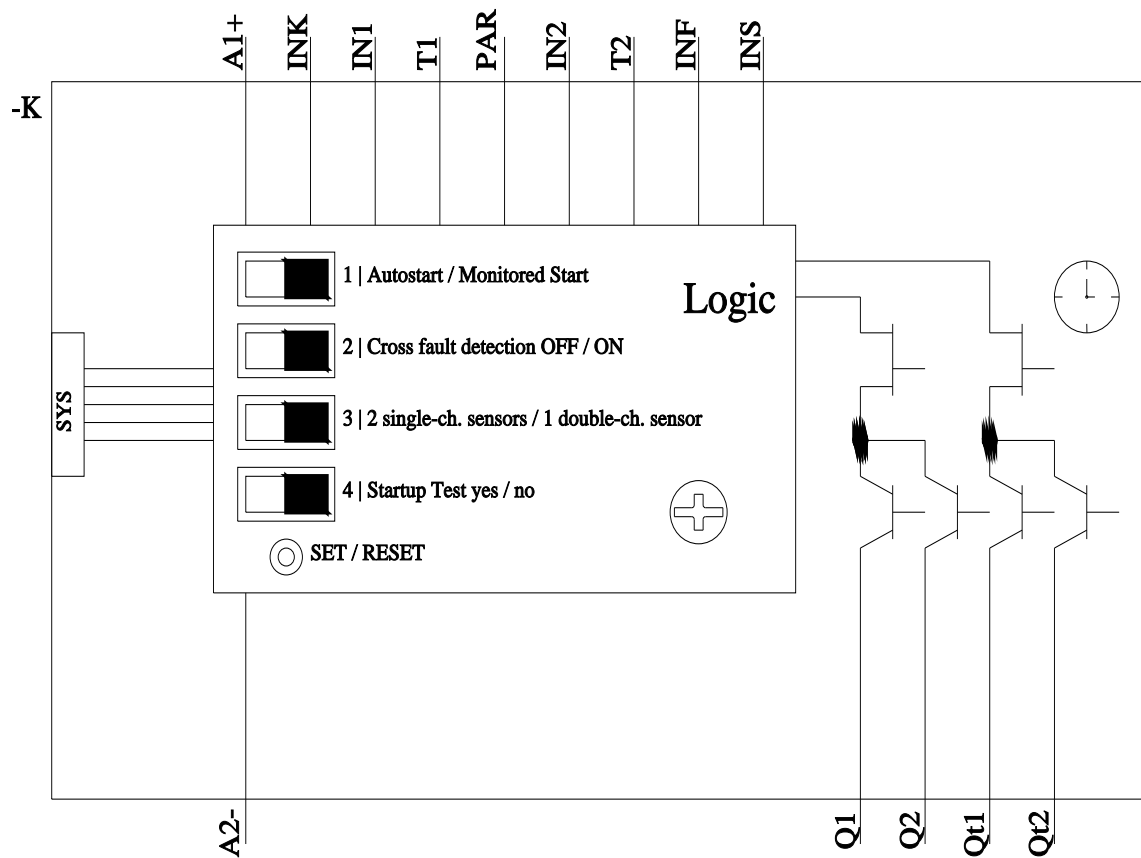 A1+
INK
IN1
T1
PAR
IN2
T2
INF
INS
-K
1 | Autostart / Monitored Start
Logic
2 | Cross fault detection OFF / ON
SYS
3 | 2 single-ch. sensors / 1 double-ch. sensor
4 | Startup Test yes / no
SET / RESET
A2-
Q1
Q2
Qt1
Qt2